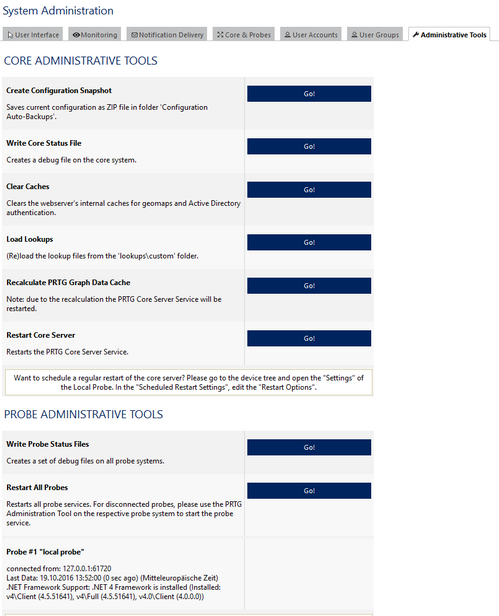 System Administration
User Interface Monitoring Notification Delivery Core & Probes User Accounts User Groups Administrative Tools
CORE ADMINISTRATIVE TOOLS
Create Configuration Snapshot
Go!
Saves current configuration as ZIP file in folder 'Configuration
Auto-Backups'.
Write Core Status File
Go!
Creates a debug file on the core system.
Clear Caches
Go!
Clears the webserver's internal caches for geomaps and Active Directory
authentication.
Load Lookups
Go!
(Re)load the lookup files from the 'lookups\custom' folder.
Recalculate PRTG Graph Data Cache
Go!
Note: due to the recalculation the PRTG Core Server Service will be
restarted.
Restart Core Server
Go!
Restarts the PRTG Core Server Service.
Want to schedule a regular restart of the core server? Please go to the device tree and open the "Settings" of
the Local Probe. In the "Scheduled Restart Settings", edit the "Restart Options".
PROBE ADMINISTRATIVE TOOLS
Write Probe Status Files
Go!
Creates a set of debug files on all probe systems.
Restart All Probes
Go!
Restarts all probe services. For disconnected probes, please use the PRTG
Administration Tool on the respective probe system to start the probe
service.
Probe #1 "local probe"
connected from: 127.0.0.1:61720
Last Data: 19.10.2016 13:52:00 (0 sec ago) (Mitteleuropäische Zeit)
.NET Framework Support: .NET 4 Framework is installed (Installed:
v4\Client (4.5.51641), v4\Full (4.5.51641), v4.0\Client (4.0.0.0))